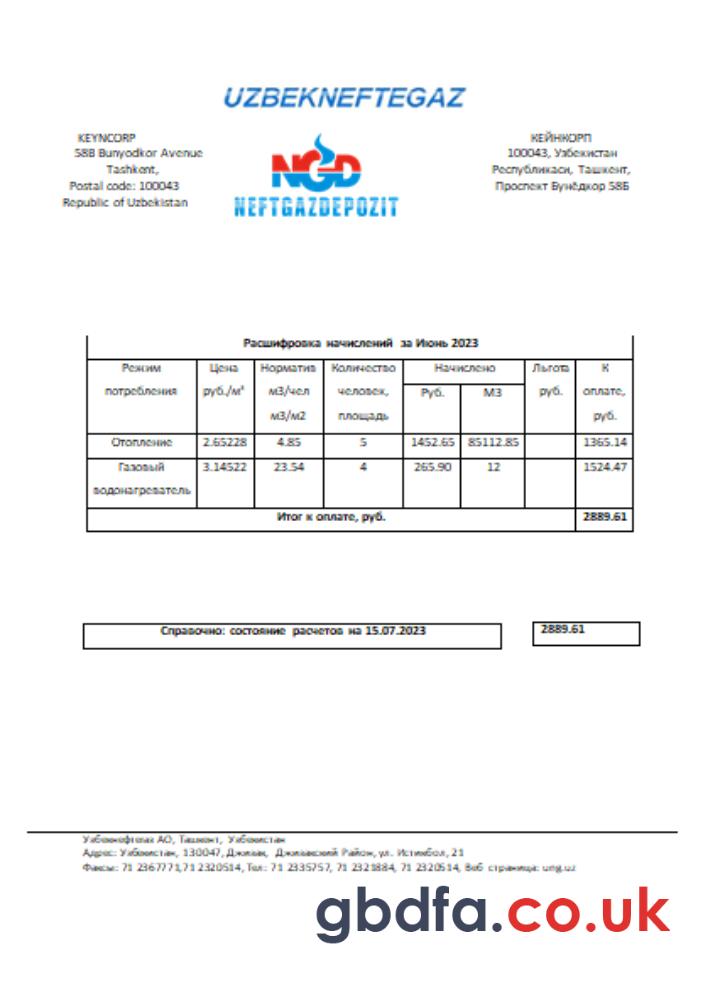 UZBEKNEFTEGAZ
KEYNCORP
58B Bunyodkor Avenue
Tashkent,
Postal code: 100043
Republic of Uzbekistan
NGD
NEFTGAZDEPOZIT
КЕЙНКОРП
100043, Узбекистан
Республикаси, Ташкент,
Проспект Бунёдкор 58Б
Расшифровка начислений за Июнь 2023
Режим потребления
Цена руб./м³
Норматив м3/чел м3/м2
Количество человек, площадь
Начислено
Руб.
М3
Льгота руб.
К оплате, руб.
Отопление 2.65228 4.85 5 1452.65 85112.85 1365.14
Газовый водонагреватель 3.14522 23.54 4 265.90 12 1524.47
Итог к оплате, руб. 2889.61
Справочно: состояние расчетов на 15.07.2023 2889.61
Узбекнефтегаз АО, Ташкент, Узбекистан
Адрес: Узбекистан, 130047, Джизак, Джизакский Район, ул. Истикбол, 21
Факсы: 71 2367771,71 2320514, Тел: 71 2335757, 71 2321884, 71 2320514, Веб страница: ung.uz
gbdfa.co.uk